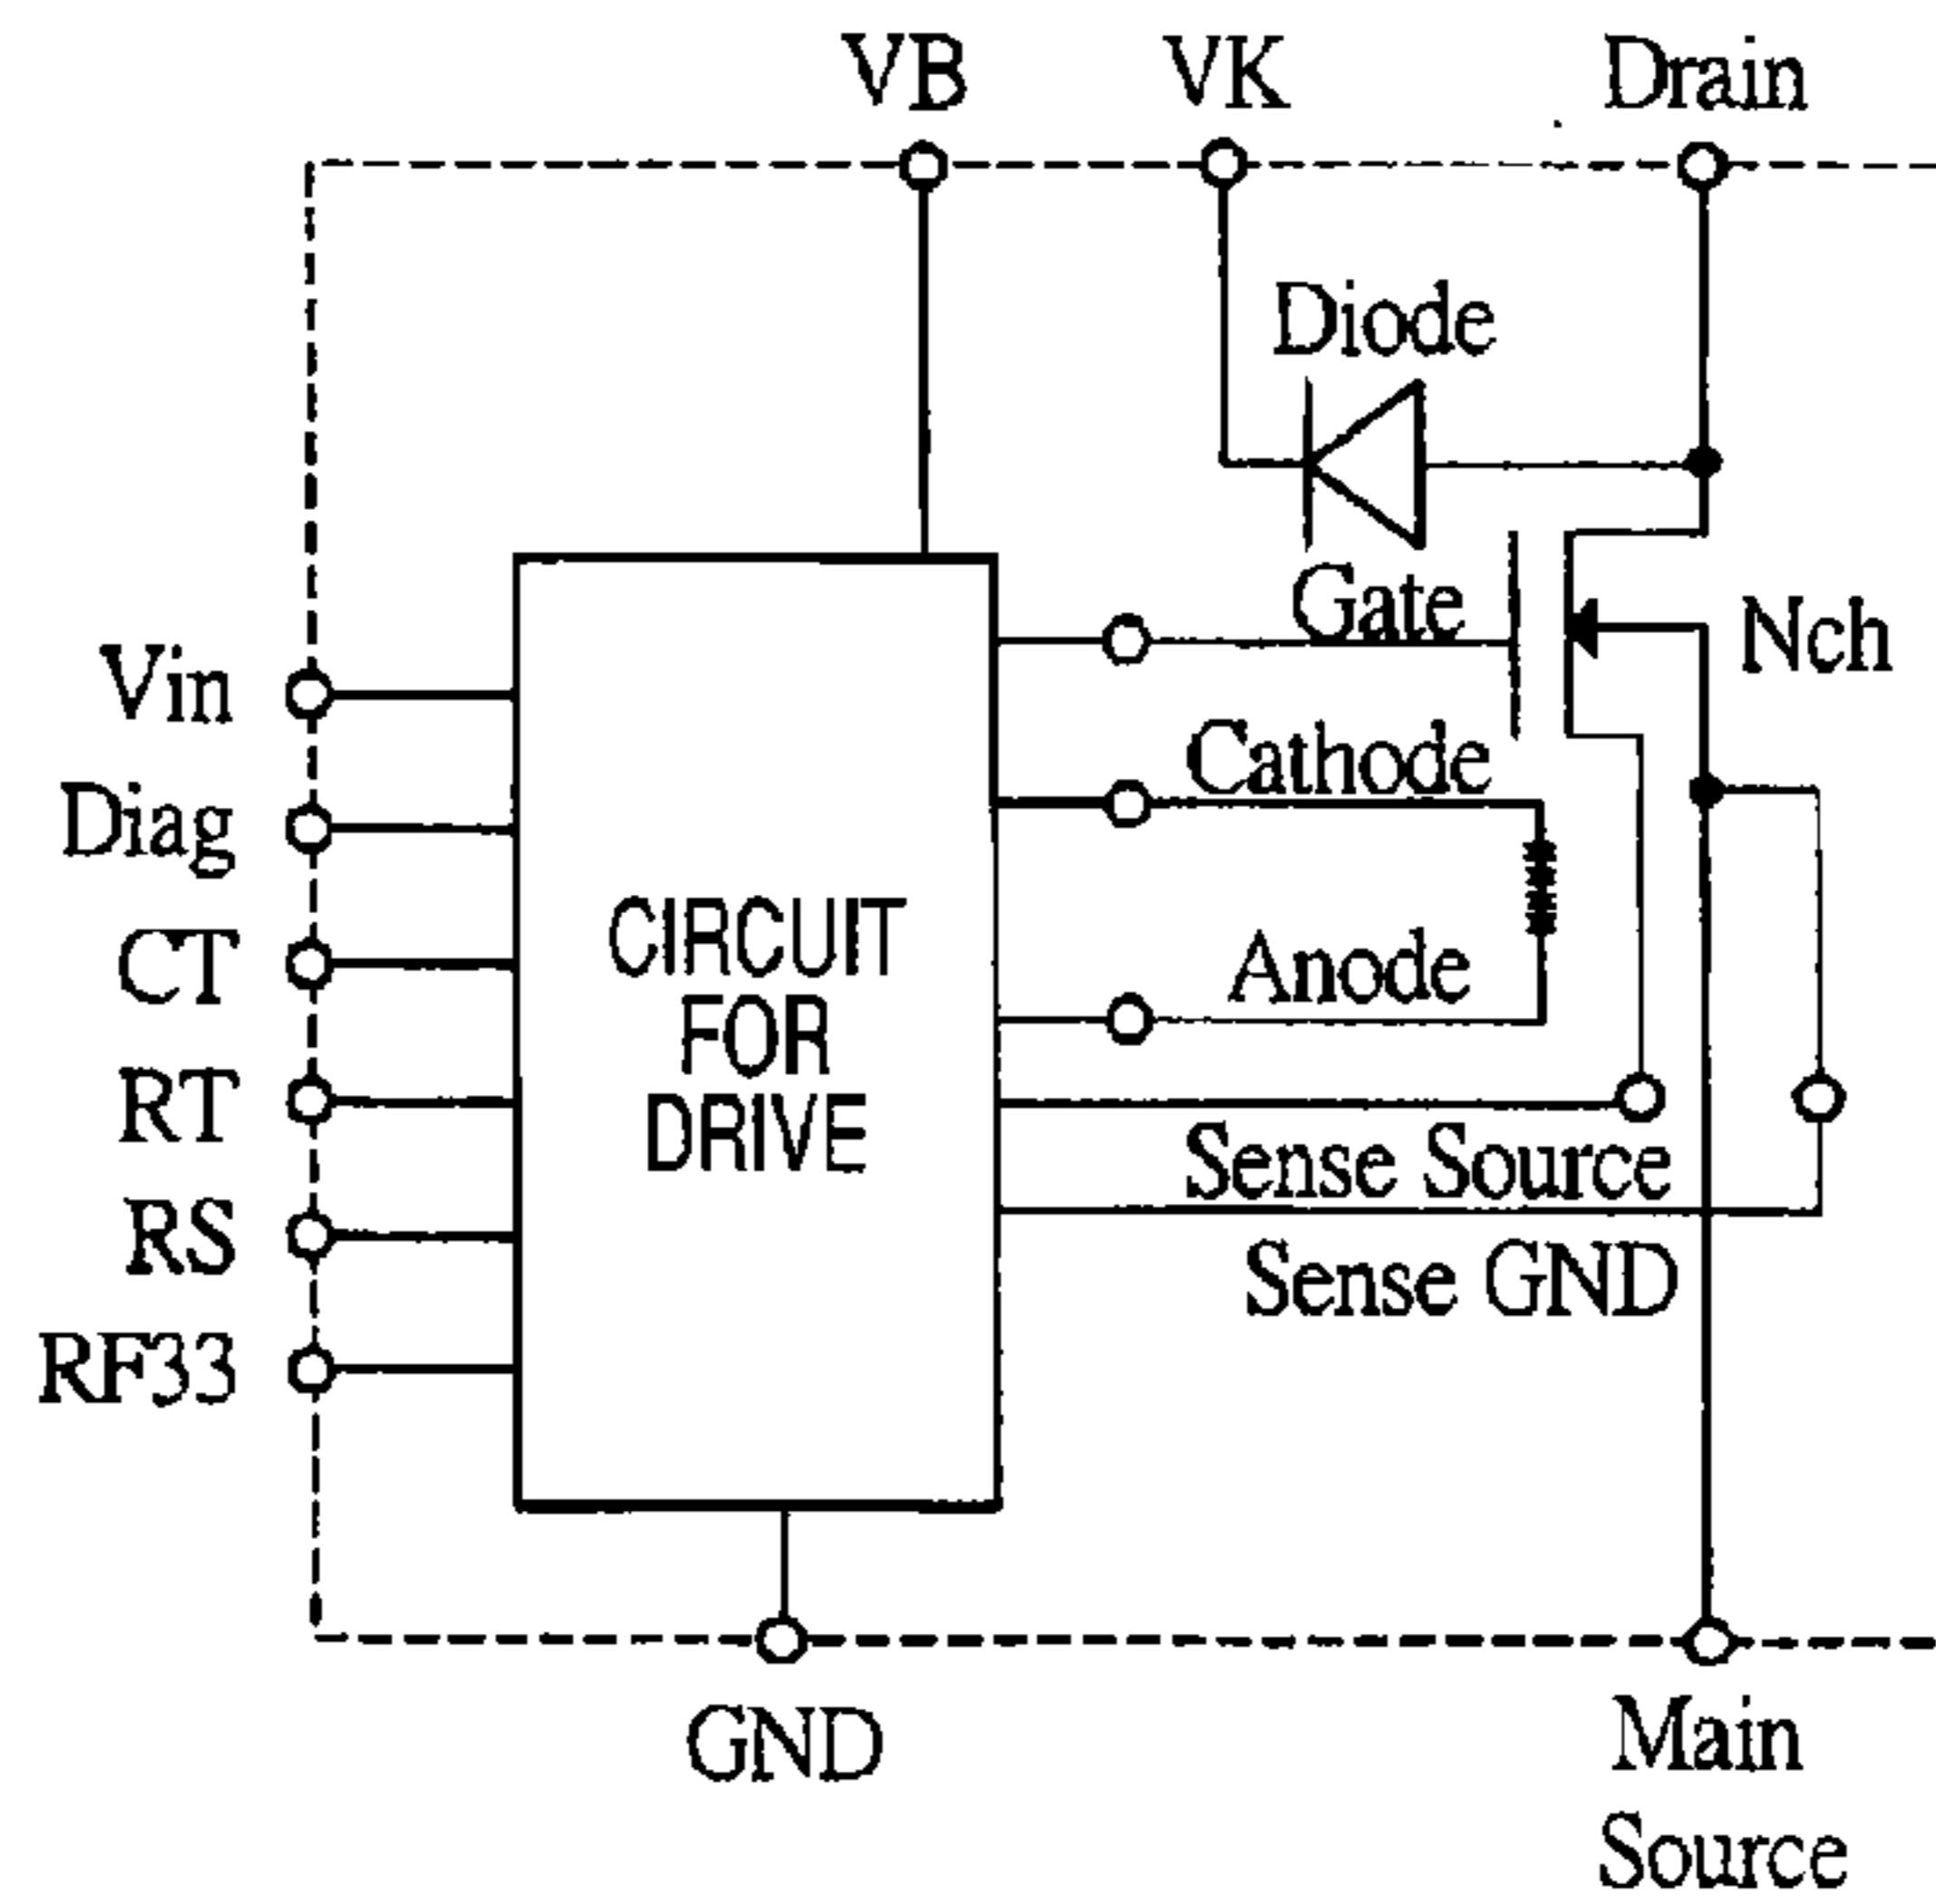 VB
VK
Drain
Diode
Gate
Nch
Vin
Cathode
Diag
CIRCUIT
FOR
DRIVE
CT
Anode
RT
Sense Source
RS
Sense GND
RF33
GND
Main
Source